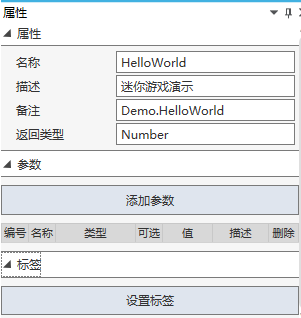 属性
属性
名称 HelloWorld
描述 迷你游戏演示
备注 Demo.HelloWorld
返回类型 Number
参数
添加参数
编号 名称 类型 可选 值 描述 删除
标签
设置标签